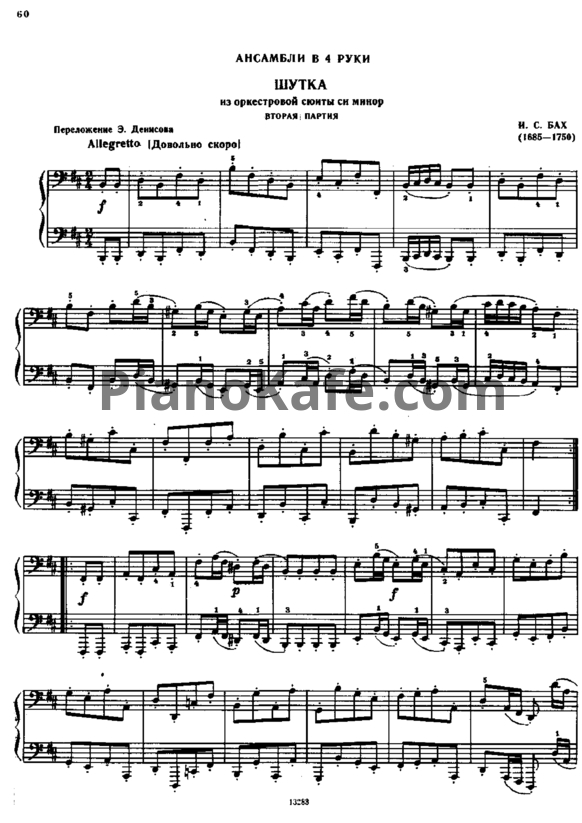 60
АНСАМБЛИ В 4 РУКИ
ШУТКА
из оркестровой сюиты си минор
ВТОРАЯ ПАРТИЯ
Переложение Э. Денисова
И. С. БАХ
Allegretto [Довольно скоро]
(1685—1750)
f
PianoKafe.com
f
p
f
13283